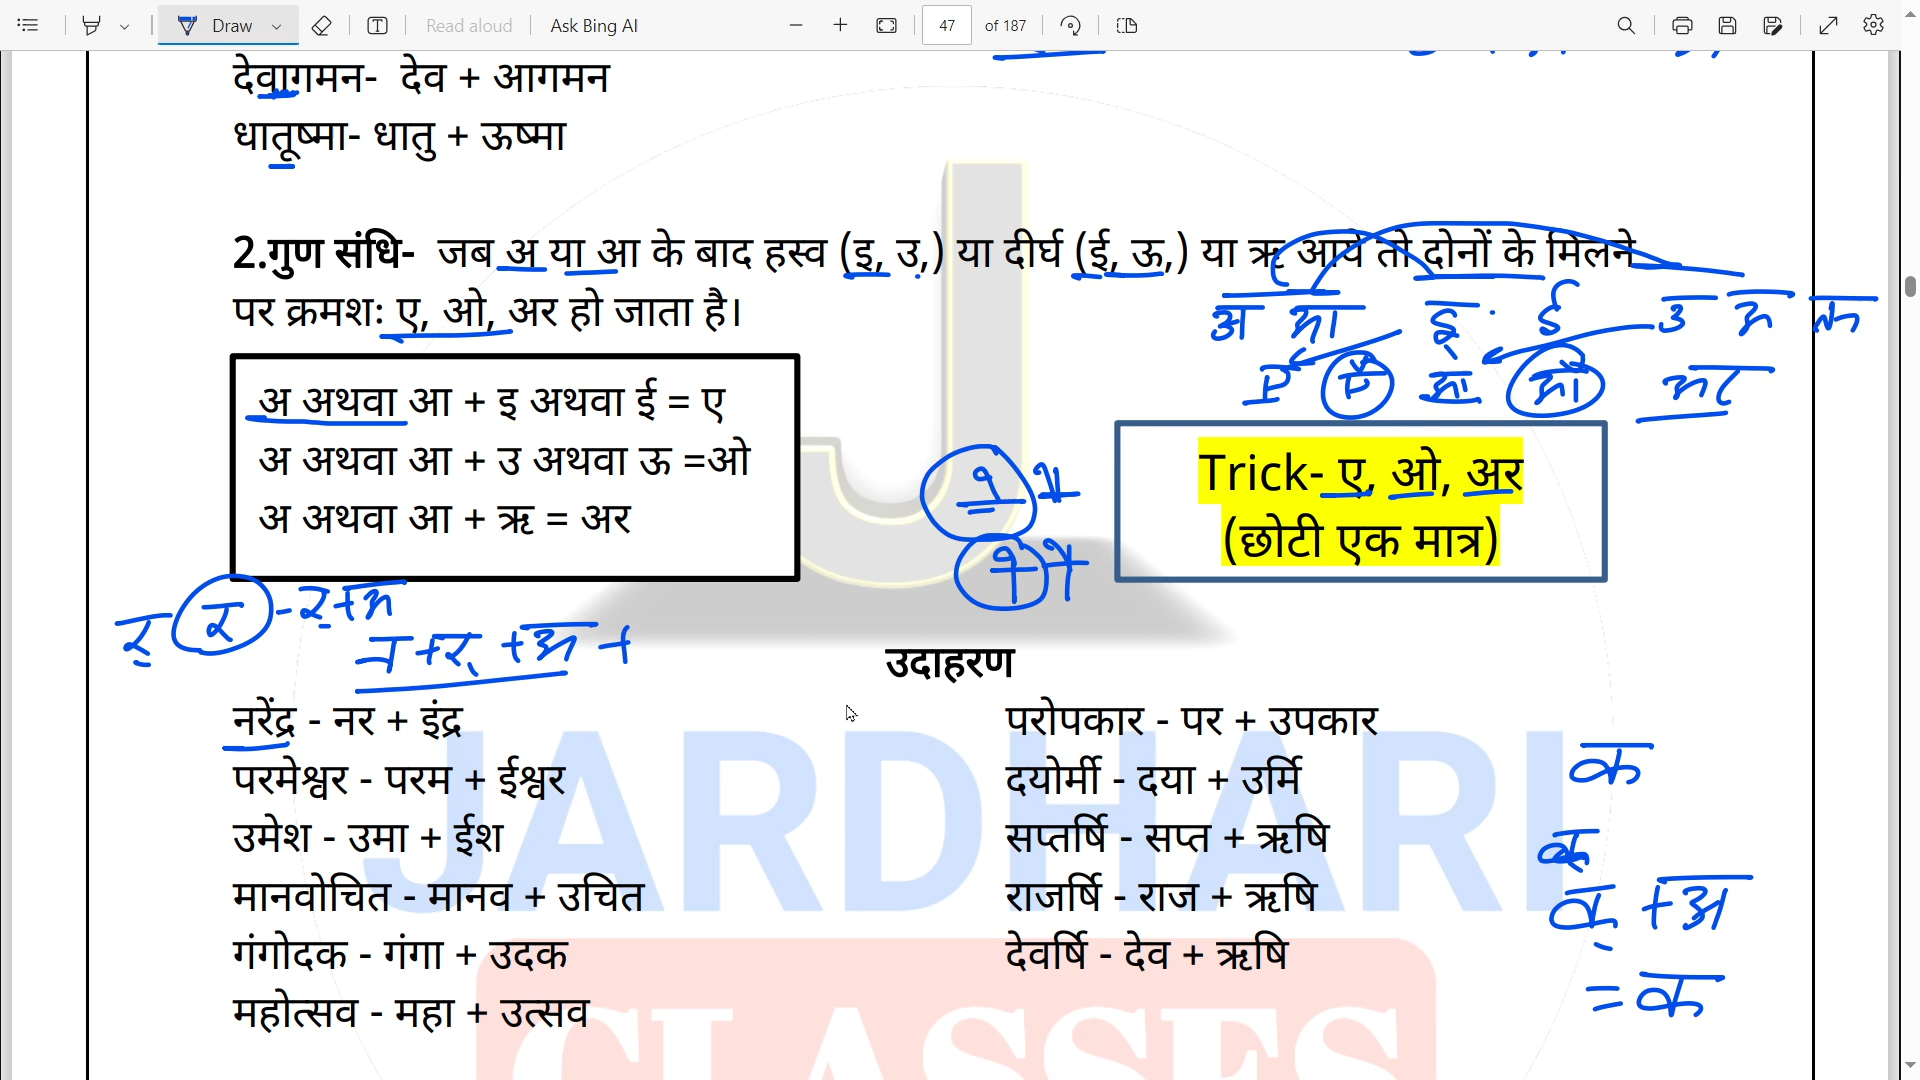 Draw
Read aloud
Ask Bing AI
47 of 187
देवागमन- देव + आगमन
धातूष्मा- धातु + ऊष्मा
2.गुण संधि- जब अ या आ के बाद हस्व (इ, उ,) या दीर्घ (ई, ऊ,) या ऋ आये तो दोनों के मिलने
पर क्रमशः ए, ओ, अर हो जाता है।
अ आ इ ई उ ऊ
अ अथवा आ + इ अथवा ई = ए
अ अथवा आ + उ अथवा ऊ =ओ
अ अथवा आ + ऋ = अर
Trick- ए, ओ, अर
(छोटी एक मात्र)
र - र् + अ
न + र् + अ +
उदाहरण
नरेंद्र - नर + इंद्र
परमेश्वर - परम + ईश्वर
उमेश - उमा + ईश
मानवोचित - मानव + उचित
गंगोदक - गंगा + उदक
महोत्सव - महा + उत्सव
परोपकार - पर + उपकार
दयोर्मी - दया + उर्मि
सप्तर्षि - सप्त + ऋषि
राजर्षि - राज + ऋषि
देवर्षि - देव + ऋषि
क
क्
क् + अ
= क
JARDHARI
CLASSES